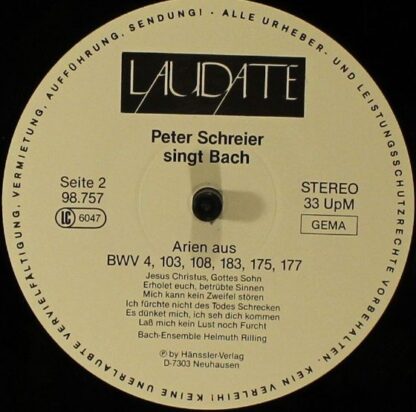 LAUDATE
Peter Schreier
singt Bach
Seite 2
98.757
LC 6047
STEREO
33 UpM
GEMA
Arien aus
BWV 4, 103, 108, 183, 175, 177
Jesus Christus, Gottes Sohn
Erholet euch, betrübte Sinnen
Mich kann kein Zweifel stören
Ich fürchte nicht des Todes Schrecken
Es dünket mich, ich seh dich kommen
Laß mich kein Lust noch Furcht
Bach-Ensemble Helmuth Rilling
Ⓟ by Hänssler-Verlag
D-7303 Neuhausen
ALLE URHEBER- UND LEISTUNGSSCHUTZRECHTE VORBEHALTEN. KEIN VERLEIH! KEINE UNERLAUBTE VERVIELFÄLTIGUNG, VERMIETUNG, AUFFÜHRUNG, SENDUNG! -